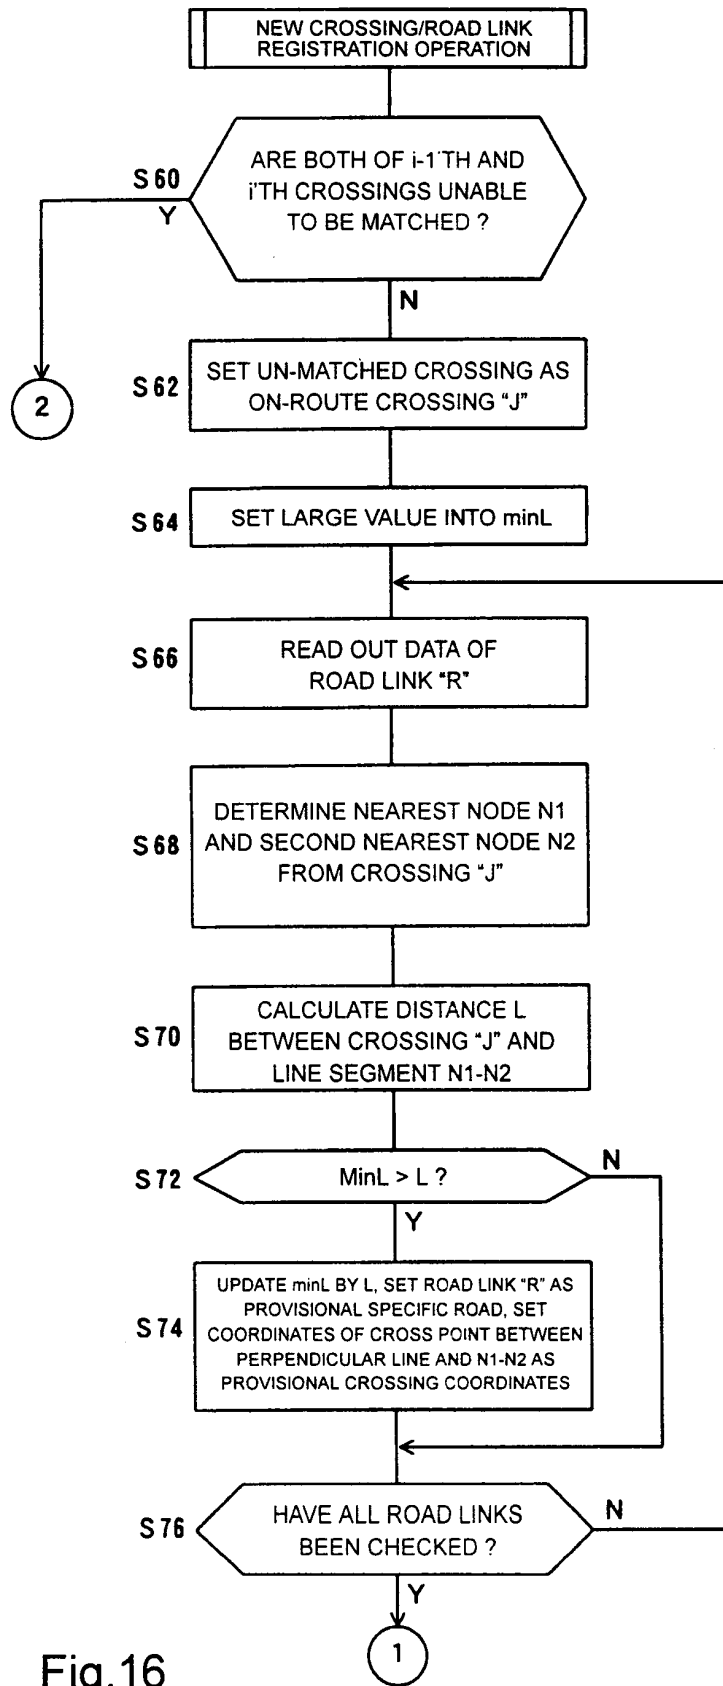 NEW CROSSING/ROAD LINK
REGISTRATION OPERATION
S60
ARE BOTH OF i-1'TH AND
i'TH CROSSINGS UNABLE
TO BE MATCHED ?
Y
N
2
S62
SET UN-MATCHED CROSSING AS
ON-ROUTE CROSSING "J"
S64
SET LARGE VALUE INTO minL
S66
READ OUT DATA OF
ROAD LINK "R"
S68
DETERMINE NEAREST NODE N1
AND SECOND NEAREST NODE N2
FROM CROSSING "J"
S70
CALCULATE DISTANCE L
BETWEEN CROSSING "J" AND
LINE SEGMENT N1-N2
S72
MinL > L ?
N
Y
S74
UPDATE minL BY L, SET ROAD LINK "R" AS
PROVISIONAL SPECIFIC ROAD, SET
COORDINATES OF CROSS POINT BETWEEN
PERPENDICULAR LINE AND N1-N2 AS
PROVISIONAL CROSSING COORDINATES
S76
HAVE ALL ROAD LINKS
BEEN CHECKED ?
N
Y
1
Fig.16